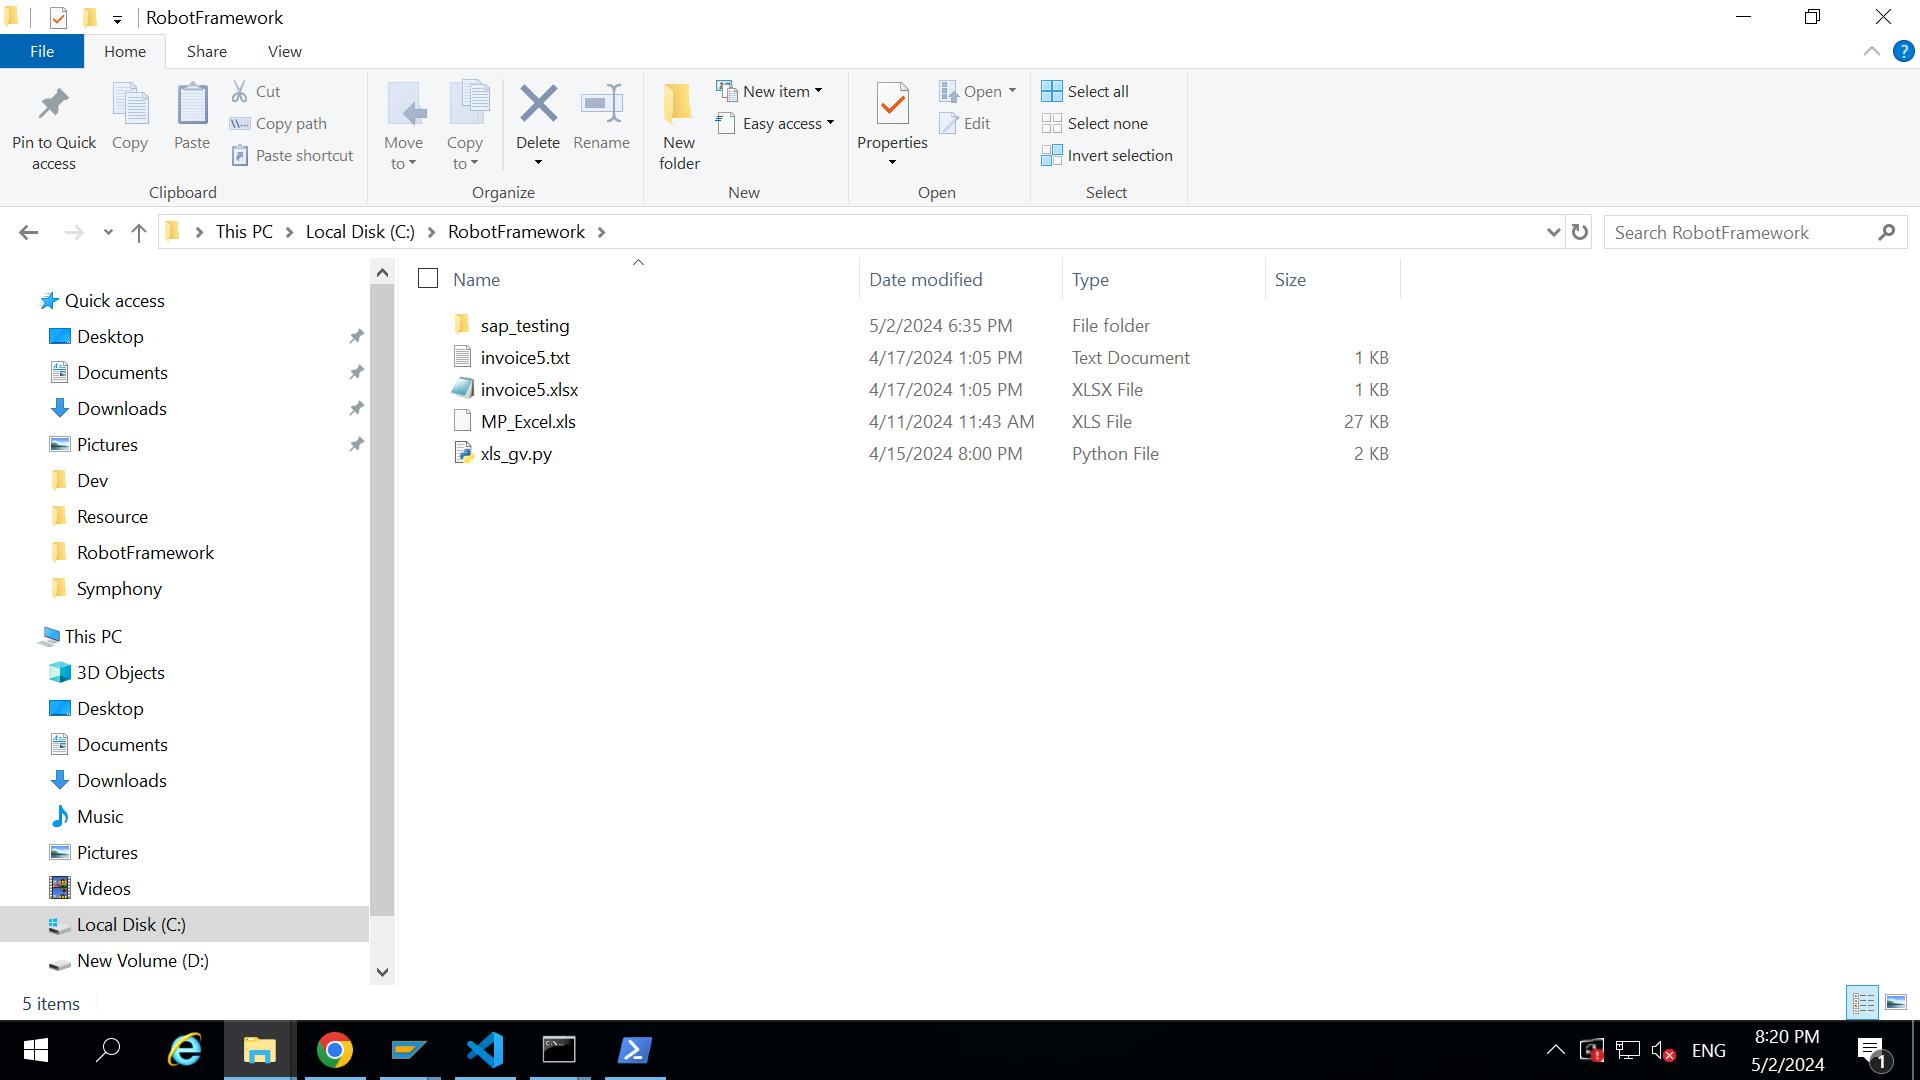 RobotFramework
File Home Share View
Pin to Quick access
Copy
Paste
Cut
Copy path
Paste shortcut
Clipboard
Move to
Copy to
Delete
Rename
Organize
New folder
New item
Easy access
New
Properties
Open
Edit
Open
Select all
Select none
Invert selection
Select
This PC Local Disk (C:) RobotFramework
Search RobotFramework
Quick access
Desktop
Documents
Downloads
Pictures
Dev
Resource
RobotFramework
Symphony
This PC
3D Objects
Desktop
Documents
Downloads
Music
Pictures
Videos
Local Disk (C:)
New Volume (D:)
Name Date modified Type Size
sap_testing 5/2/2024 6:35 PM File folder
invoice5.txt 4/17/2024 1:05 PM Text Document 1 KB
invoice5.xlsx 4/17/2024 1:05 PM XLSX File 1 KB
MP_Excel.xls 4/11/2024 11:43 AM XLS File 27 KB
xls_gv.py 4/15/2024 8:00 PM Python File 2 KB
5 items
ENG
8:20 PM
5/2/2024
1